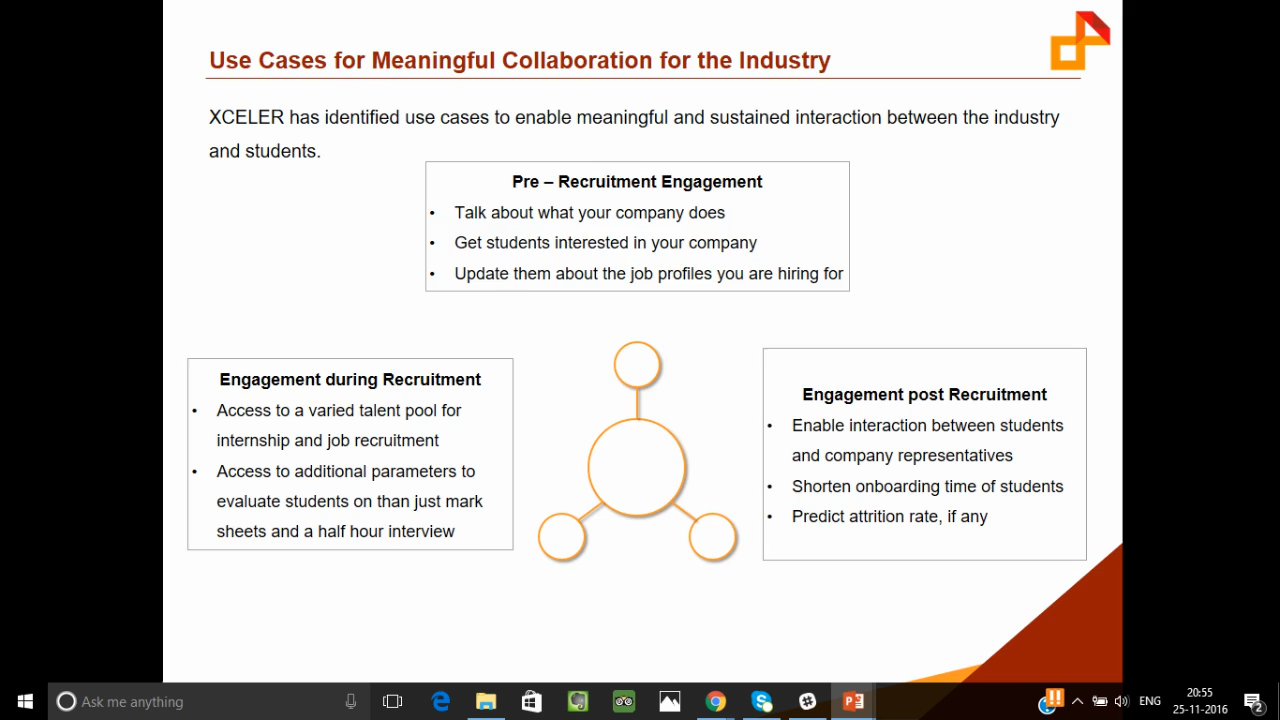 Use Cases for Meaningful Collaboration for the Industry
XCELER has identified use cases to enable meaningful and sustained interaction between the industry
and students.
Pre – Recruitment Engagement
• Talk about what your company does
• Get students interested in your company
• Update them about the job profiles you are hiring for
Engagement during Recruitment
• Access to a varied talent pool for
internship and job recruitment
• Access to additional parameters to
evaluate students on than just mark
sheets and a half hour interview
Engagement post Recruitment
• Enable interaction between students
and company representatives
• Shorten onboarding time of students
• Predict attrition rate, if any
Ask me anything
ENG
20:55
25-11-2016
2